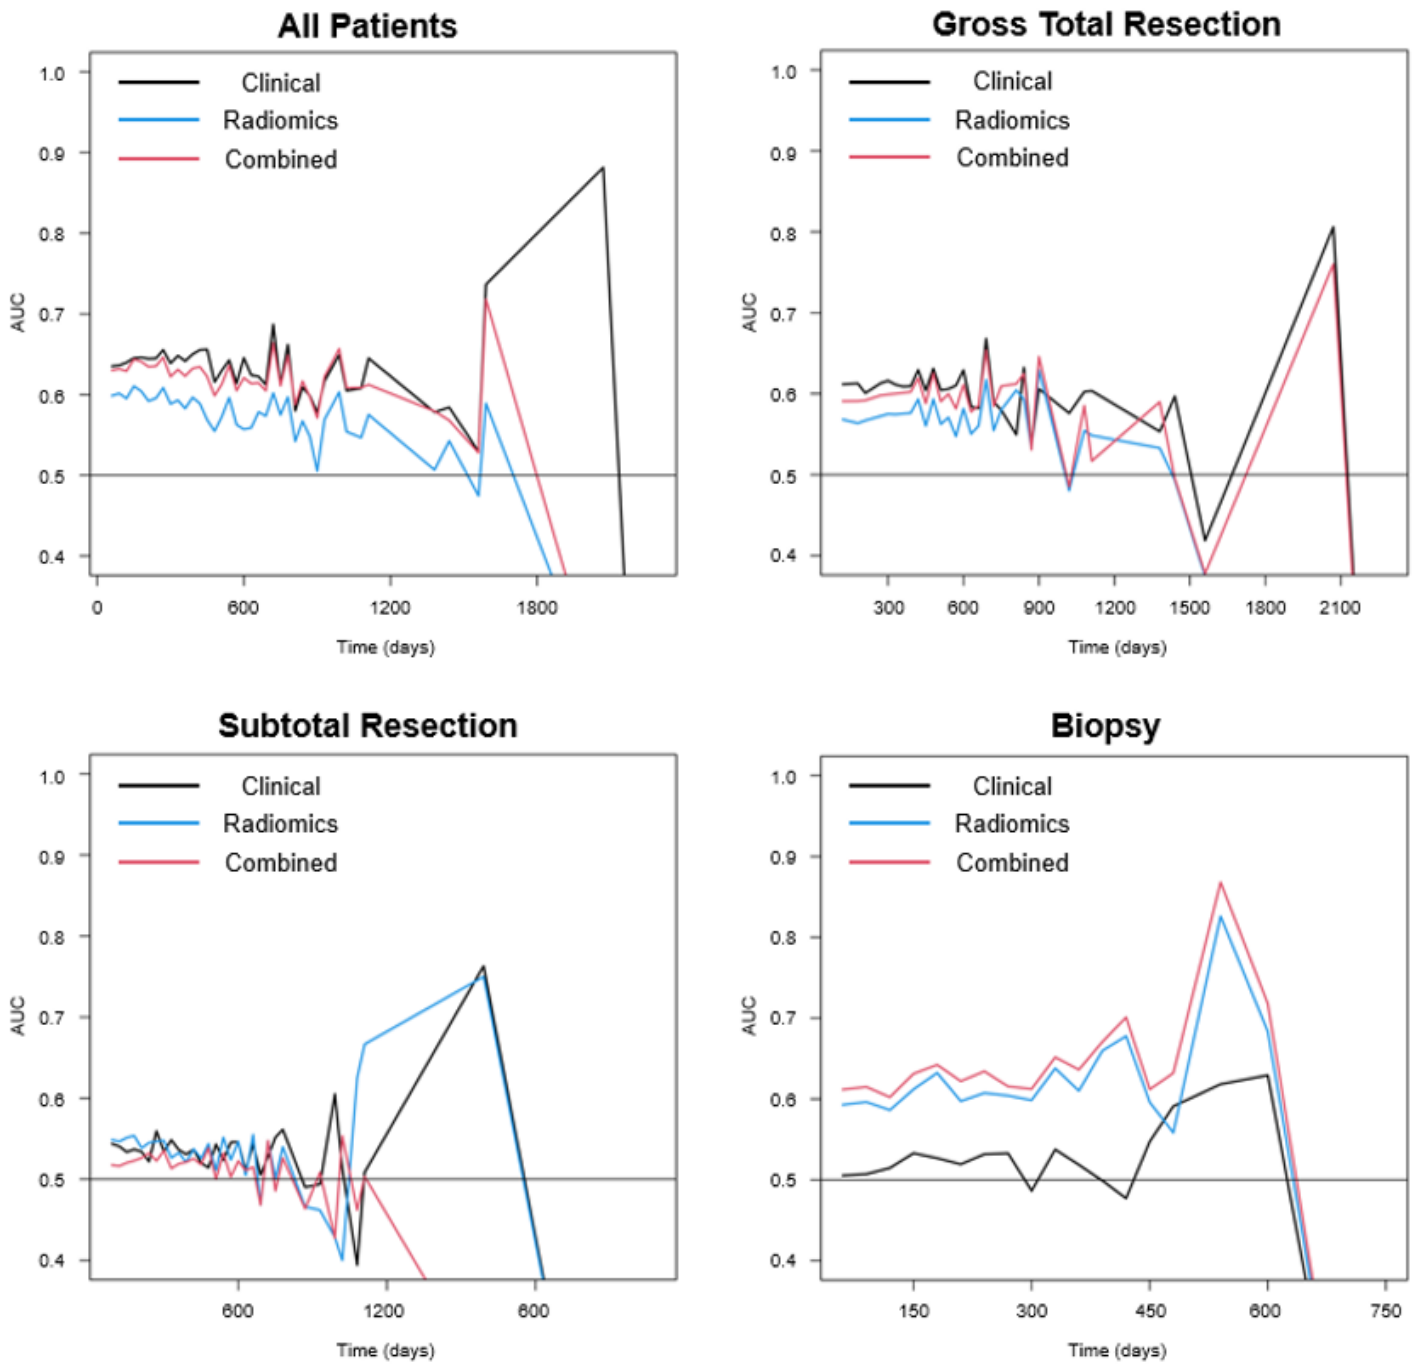 All Patients
1.0
0.9
0.8
0.7
0.6
0.5
0.4
AUC
Clinical
Radiomics
Combined
0 600 1200 1800
Time (days)
Gross Total Resection
1.0
0.9
0.8
0.7
0.6
0.5
0.4
AUC
Clinical
Radiomics
Combined
300 600 900 1200 1500 1800 2100
Time (days)
Subtotal Resection
1.0
0.9
0.8
0.7
0.6
0.5
0.4
AUC
Clinical
Radiomics
Combined
600 1200 600
Time (days)
Biopsy
1.0
0.9
0.8
0.7
0.6
0.5
0.4
AUC
Clinical
Radiomics
Combined
150 300 450 600 750
Time (days)